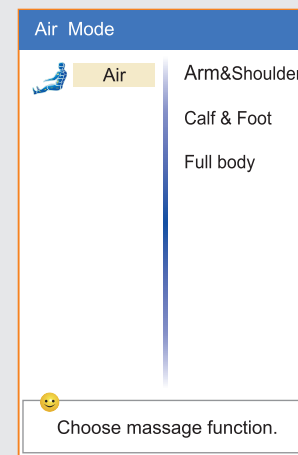 Air Mode
Air
Arm&Shoulder
Calf & Foot
Full body
Choose massage function.